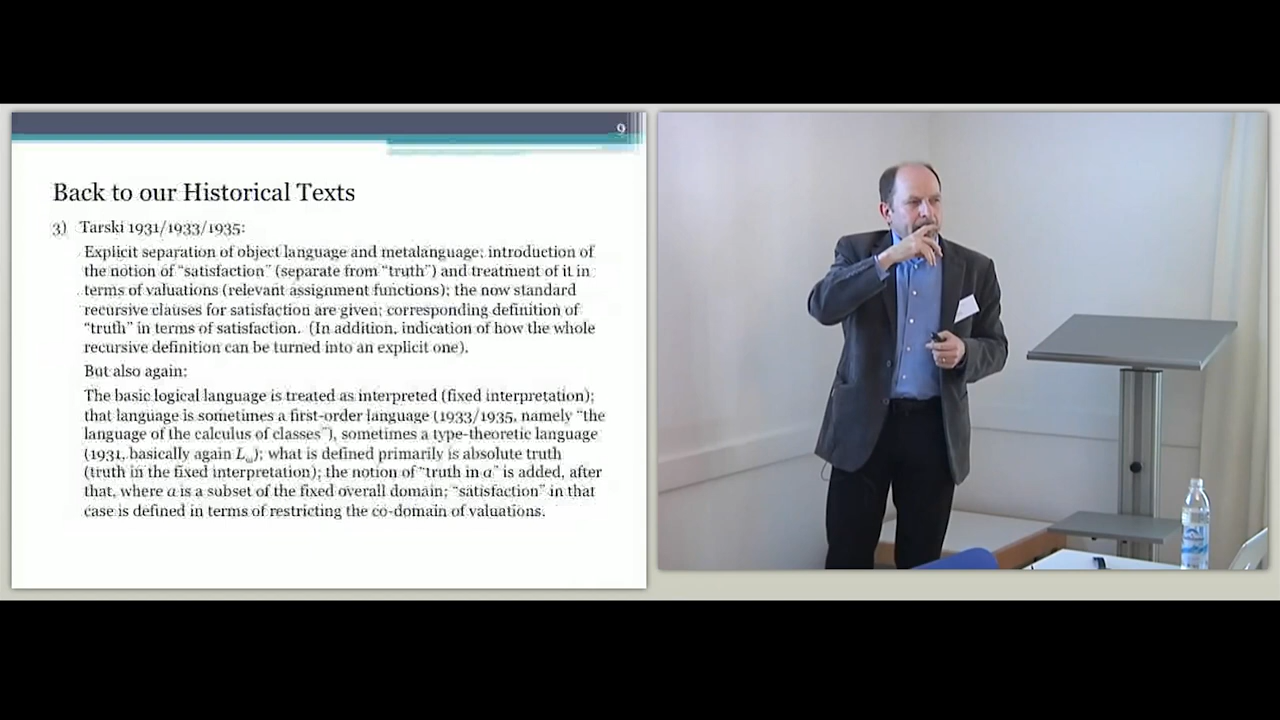 9
Back to our Historical Texts
3) Tarski 1931/1933/1935:
Explicit separation of object language and metalanguage; introduction of
the notion of “satisfaction” (separate from “truth”) and treatment of it in
terms of valuations (relevant assignment functions); the now standard
recursive clauses for satisfaction are given; corresponding definition of
“truth” in terms of satisfaction. (In addition, indication of how the whole
recursive definition can be turned into an explicit one).
But also again:
The basic logical language is treated as interpreted (fixed interpretation);
that language is sometimes a first-order language (1933/1935, namely “the
language of the calculus of classes”), sometimes a type-theoretic language
(1931, basically again Lω); what is defined primarily is absolute truth
(truth in the fixed interpretation); the notion of “truth in a” is added, after
that, where a is a subset of the fixed overall domain; “satisfaction” in that
case is defined in terms of restricting the co-domain of valuations.